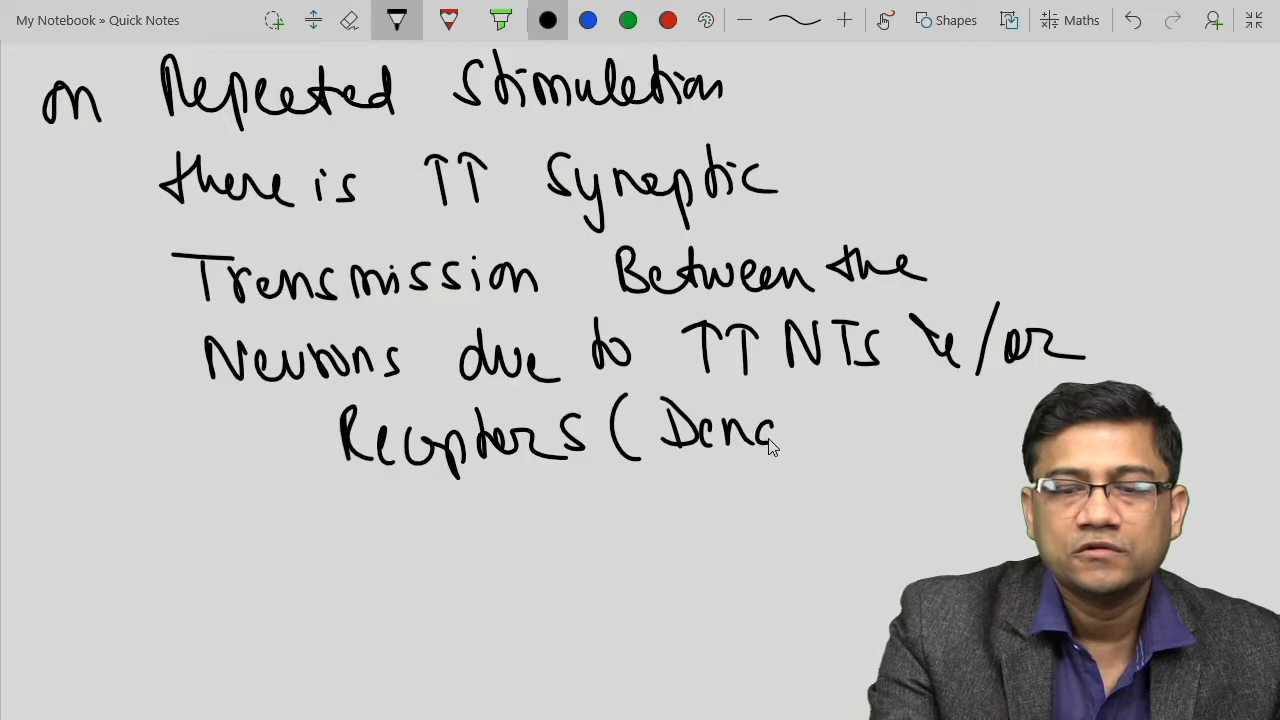 My Notebook » Quick Notes
Shapes
Maths
on Repeated Stimulation
there is ↑↑ Synaptic
Transmission Between the
Neurons due to ↑↑ NTs & / or
Receptors (